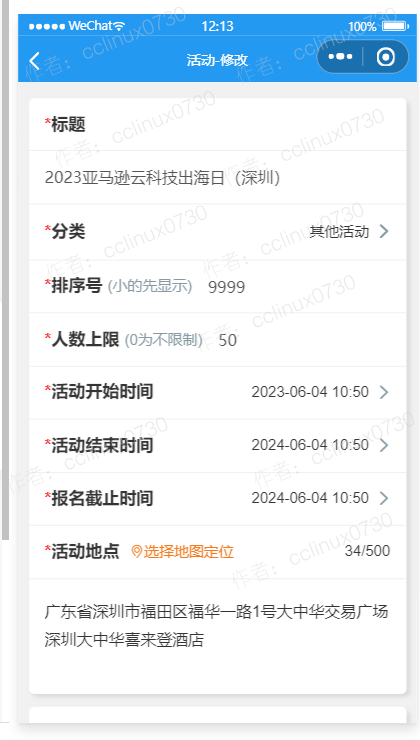 WeChat 12:13 100%
活动-修改
*标题
2023亚马逊云科技出海日（深圳）
*分类 其他活动
*排序号 (小的先显示) 9999
*人数上限 (0为不限制) 50
*活动开始时间 2023-06-04 10:50
*活动结束时间 2024-06-04 10:50
*报名截止时间 2024-06-04 10:50
*活动地点 选择地图定位 34/500
广东省深圳市福田区福华一路1号大中华交易广场
深圳大中华喜来登酒店
作者：cclinux0730
作者：cclinux0730
作者：cclinux0730
作者：cclinux0730
作者：cclinux0730
作者：cclinux0730
作者：cclinux0730
作者：cclinux0730
作者：cclinux0730